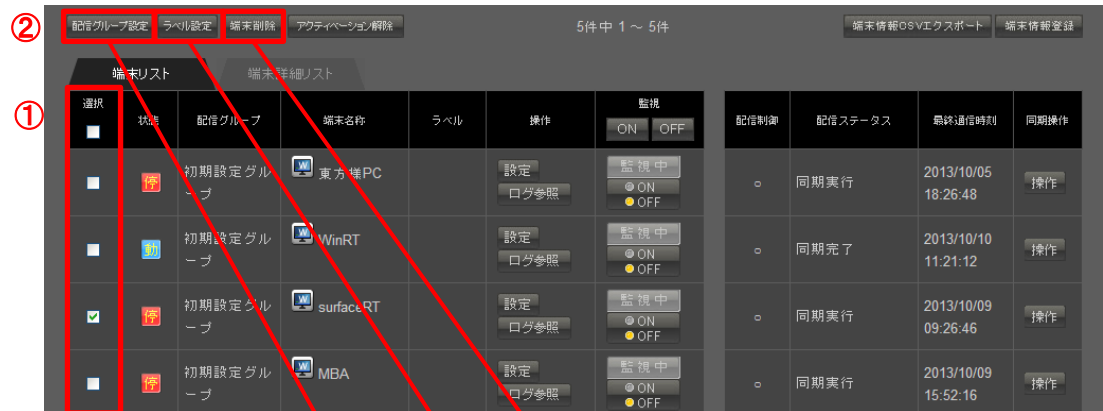 ② 配信グループ設定 ラベル設定 端末削除 アクティベーション解除 5件中 1 ～ 5件 端末情報CSVエクスポート 端末情報登録
端末リスト 端末詳細リスト
①
選択 状態 配信グループ 端末名称 ラベル 操作 監視 配信制御 配信ステータス 最終通信時刻 同期操作
ON OFF
停 初期設定グル 東方様PC 設定 監視中 ○ 同期実行 2013/10/05 操作
ープ ログ参照 ON 18:26:48
OFF
動 初期設定グル WinRT 設定 監視中 ○ 同期完了 2013/10/10 操作
ープ ログ参照 ON 11:21:12
OFF
停 初期設定グル surfaceRT 設定 監視中 ○ 同期実行 2013/10/09 操作
ープ ログ参照 ON 09:26:46
OFF
停 初期設定グル MBA 設定 監視中 ○ 同期実行 2013/10/09 操作
ープ ログ参照 ON 15:52:16
OFF